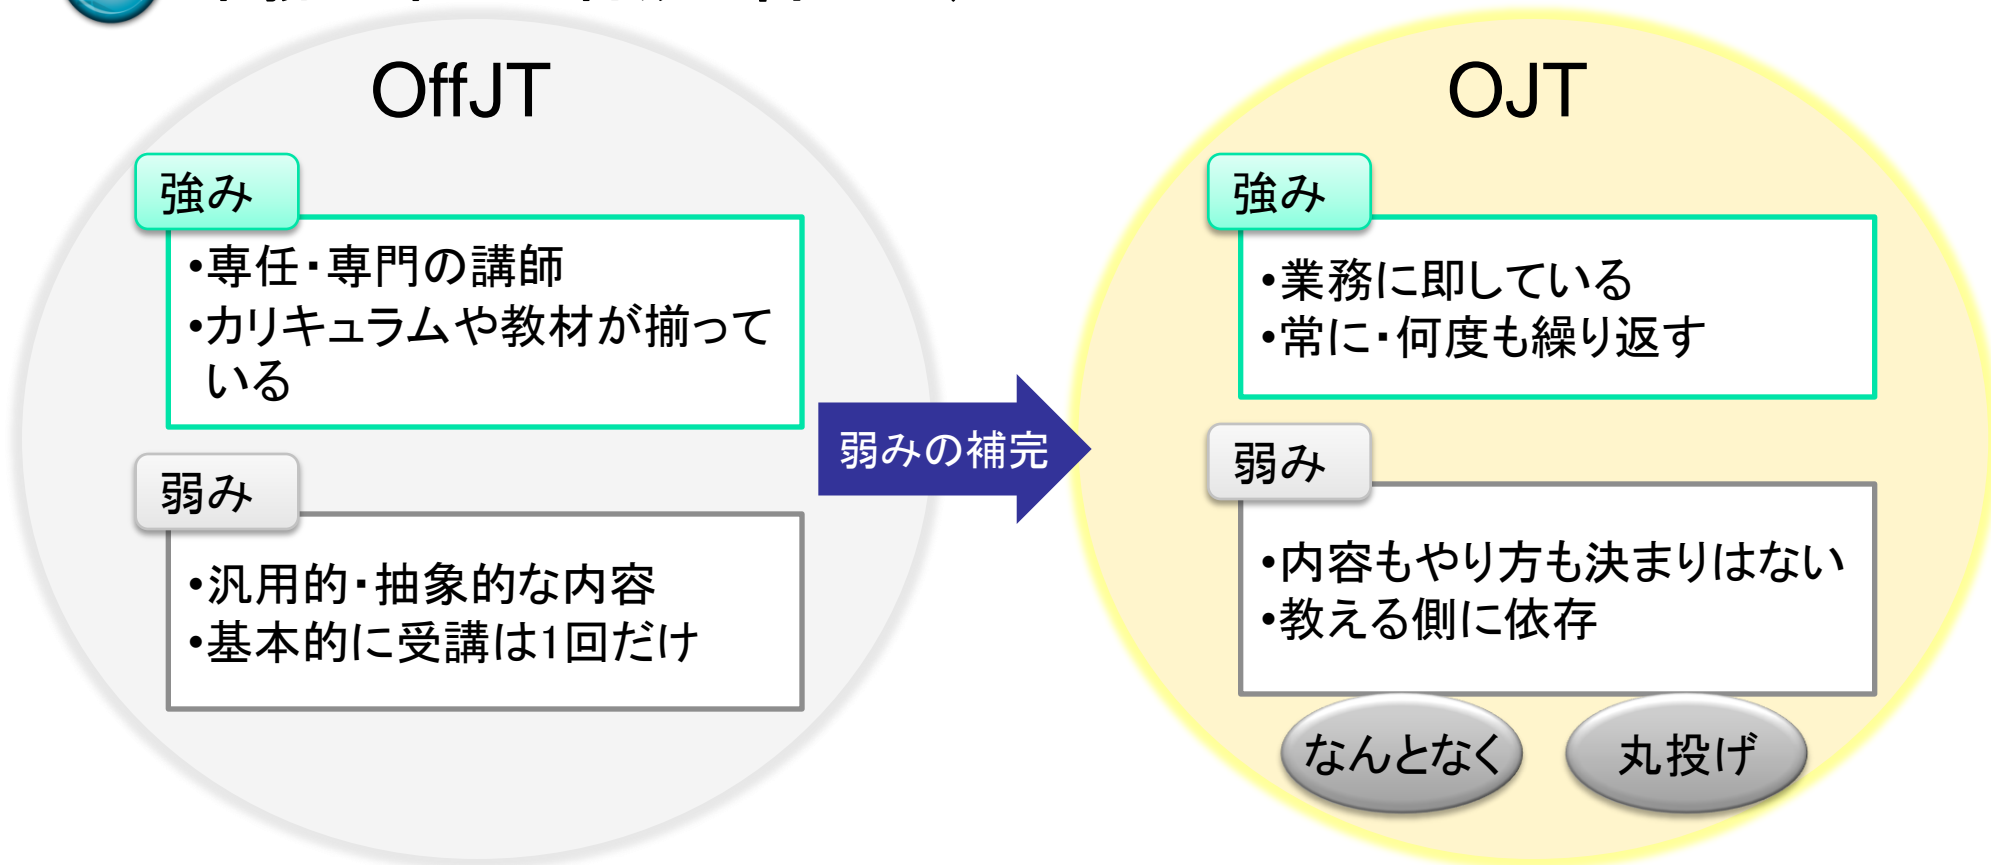 OffJT
強み
•専任・専門の講師
•カリキュラムや教材が揃って
いる
弱み
•汎用的・抽象的な内容
•基本的に受講は1回だけ
弱みの補完
OJT
強み
•業務に即している
•常に・何度も繰り返す
弱み
•内容もやり方も決まりはない
•教える側に依存
なんとなく
丸投げ